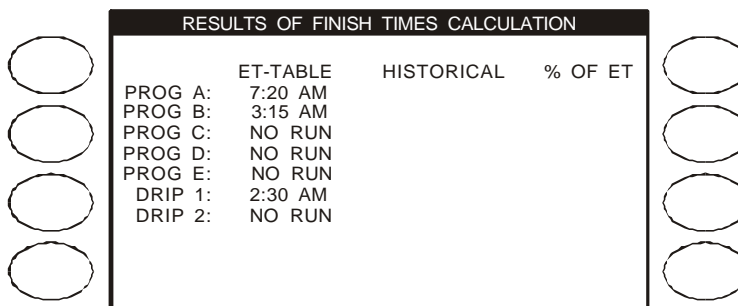 RESULTS OF FINISH TIMES CALCULATION
ET-TABLE HISTORICAL % OF ET
PROG A: 7:20 AM
PROG B: 3:15 AM
PROG C: NO RUN
PROG D: NO RUN
PROG E: NO RUN
DRIP 1: 2:30 AM
DRIP 2: NO RUN